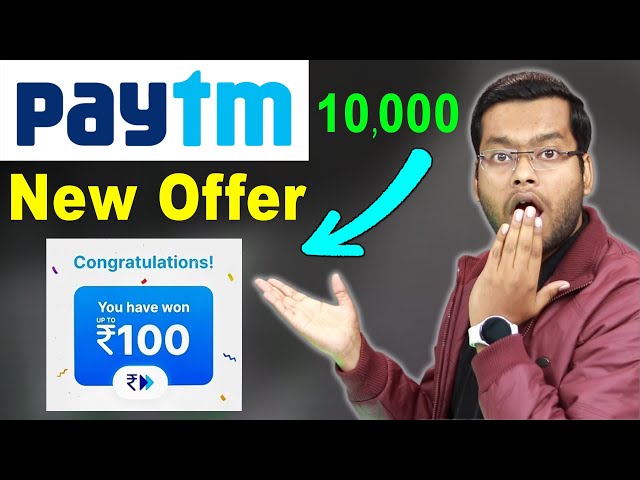 paytm
10,000
New Offer
Congratulations!
You have won
UP TO
₹100
₹